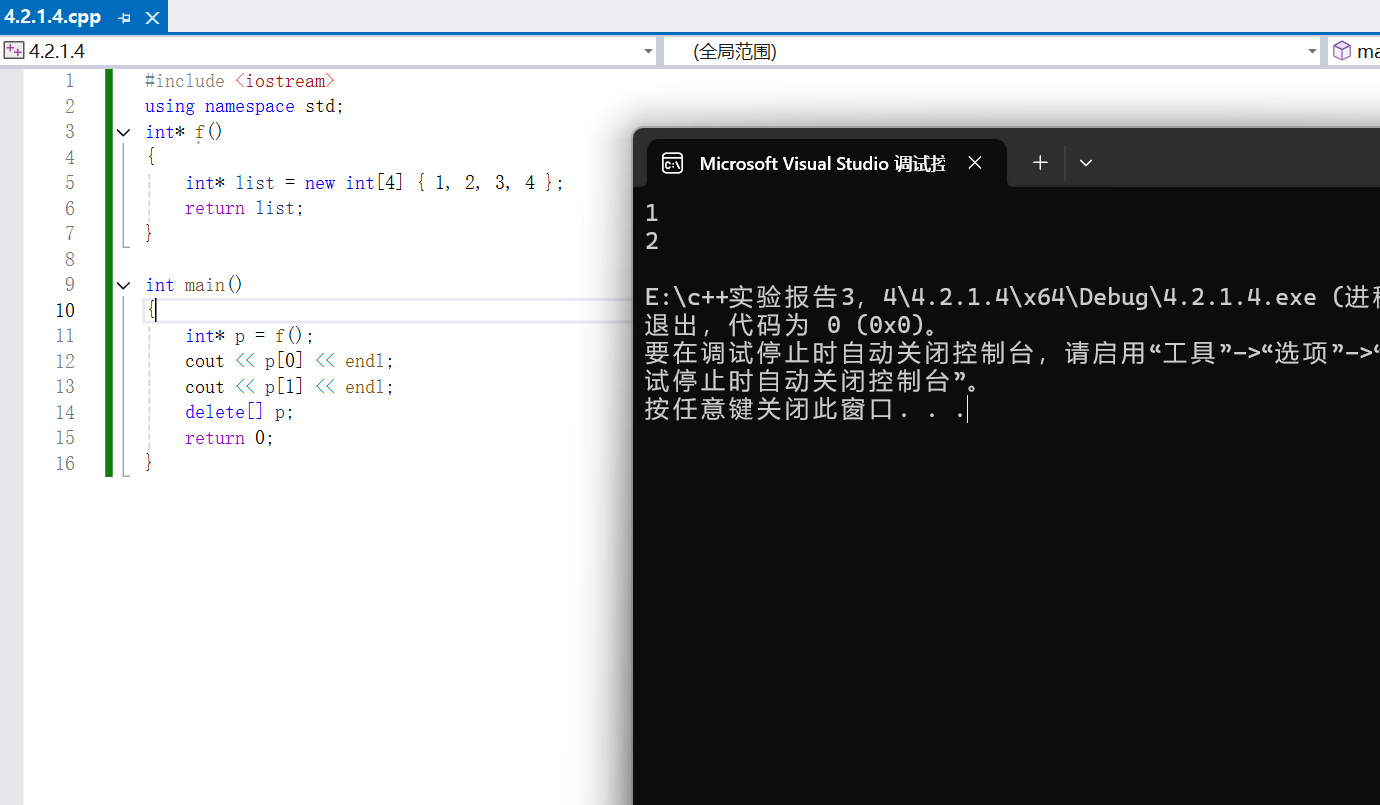 4.2.1.4.cpp
4.2.1.4
(全局范围)
ma
1 #include <iostream>
2 using namespace std;
3 int* f()
4 {
5 int* list = new int[4] { 1, 2, 3, 4 };
6 return list;
7 }
8
9 int main()
10 {
11 int* p = f();
12 cout << p[0] << endl;
13 cout << p[1] << endl;
14 delete[] p;
15 return 0;
16 }
Microsoft Visual Studio 调试控
1
2
E:\c++实验报告3, 4\4.2.1.4\x64\Debug\4.2.1.4.exe (进程
退出，代码为 0 (0x0)。
要在调试停止时自动关闭控制台，请启用“工具”->“选项”->“
试停止时自动关闭控制台”。
按任意键关闭此窗口. . .